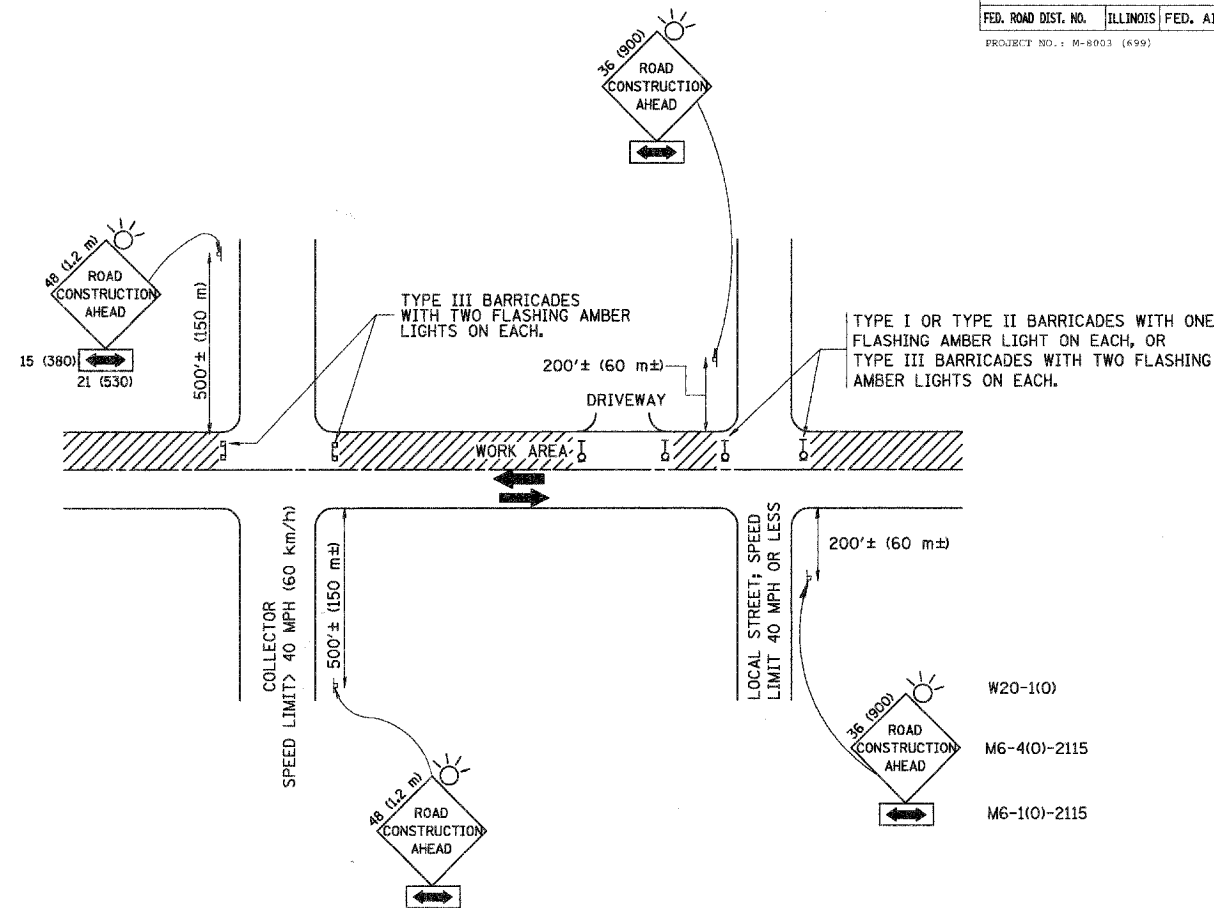 FED. ROAD DIST. NO. ILLINOIS FED. AI
PROJECT NO.: M-8003 (699)
36 (900)
ROAD
CONSTRUCTION
AHEAD
48 (1.2 m)
ROAD
CONSTRUCTION
AHEAD
15 (380)
21 (530)
500'± (150 m)
TYPE III BARRICADES
WITH TWO FLASHING AMBER
LIGHTS ON EACH.
200'± (60 m±)
DRIVEWAY
TYPE I OR TYPE II BARRICADES WITH ONE
FLASHING AMBER LIGHT ON EACH, OR
TYPE III BARRICADES WITH TWO FLASHING
AMBER LIGHTS ON EACH.
WORK AREA
COLLECTOR
SPEED LIMIT> 40 MPH (60 km/h)
500'± (150 m±)
LOCAL STREET; SPEED
LIMIT 40 MPH OR LESS
200'± (60 m±)
36 (900)
ROAD
CONSTRUCTION
AHEAD
W20-1(O)
M6-4(O)-2115
M6-1(O)-2115
48 (1.2 m)
ROAD
CONSTRUCTION
AHEAD